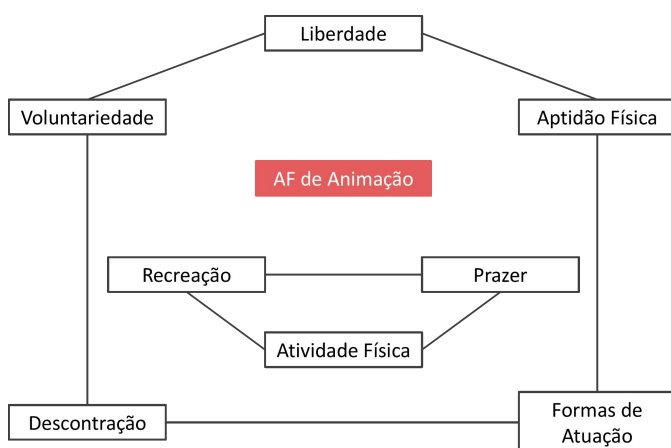 Liberdade
Voluntariedade
Aptidão Física
AF de Animação
Recreação
Prazer
Atividade Física
Descontração
Formas de
Atuação